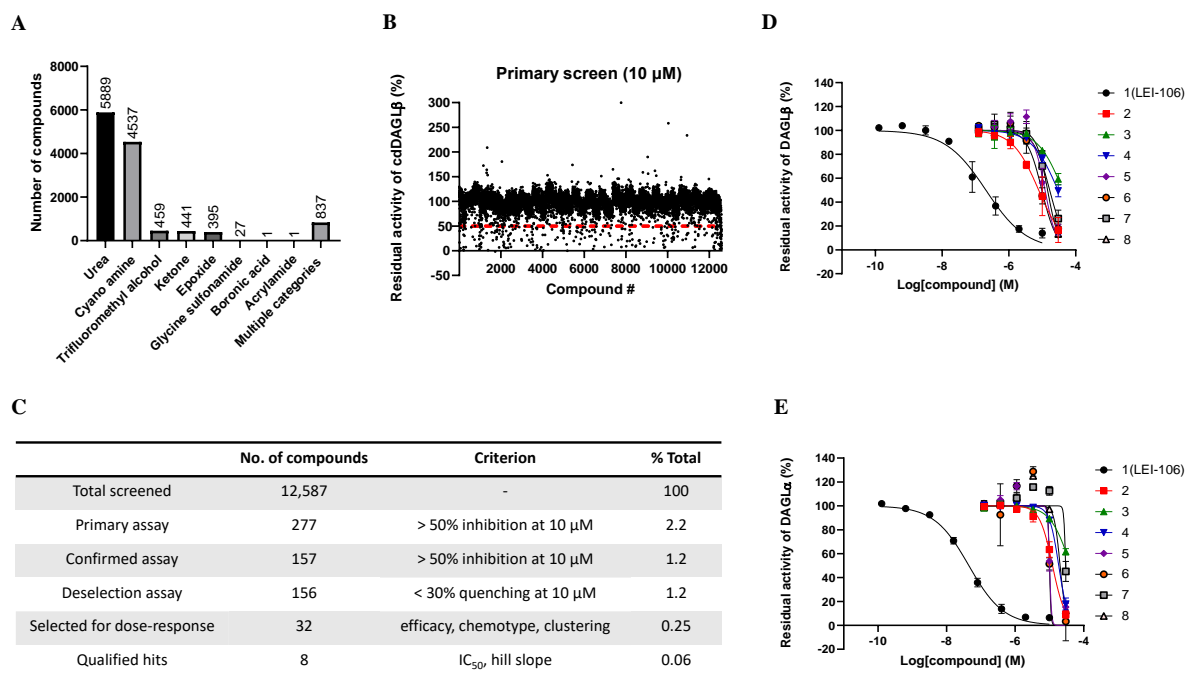 A
Number of compounds
8000
6000
4000
2000
0
5889
4537
459
441
395
27
1
1
837
Urea
Cyano amine
Trifluoromethyl alcohol
Ketone
Epoxide
Glycine sulfonamide
Boronic acid
Acrylamide
Multiple categories
B
Primary screen (10 µM)
Residual activity of cdDAGLβ (%)
300
250
200
150
100
50
0
-50
2000 4000 6000 8000 10000 12000
Compound #
C
No. of compounds Criterion % Total
Total screened 12,587 - 100
Primary assay 277 > 50% inhibition at 10 µM 2.2
Confirmed assay 157 > 50% inhibition at 10 µM 1.2
Deselection assay 156 < 30% quenching at 10 µM 1.2
Selected for dose-response 32 efficacy, chemotype, clustering 0.25
Qualified hits 8 IC50, hill slope 0.06
D
Residual activity of DAGLβ (%)
140
120
100
80
60
40
20
0
-20
-10 -8 -6 -4
Log[compound] (M)
1(LEI-106)
2
3
4
5
6
7
8
E
Residual activity of DAGLα (%)
140
120
100
80
60
40
20
0
-20
-10 -8 -6 -4
Log[compound] (M)
1(LEI-106)
2
3
4
5
6
7
8